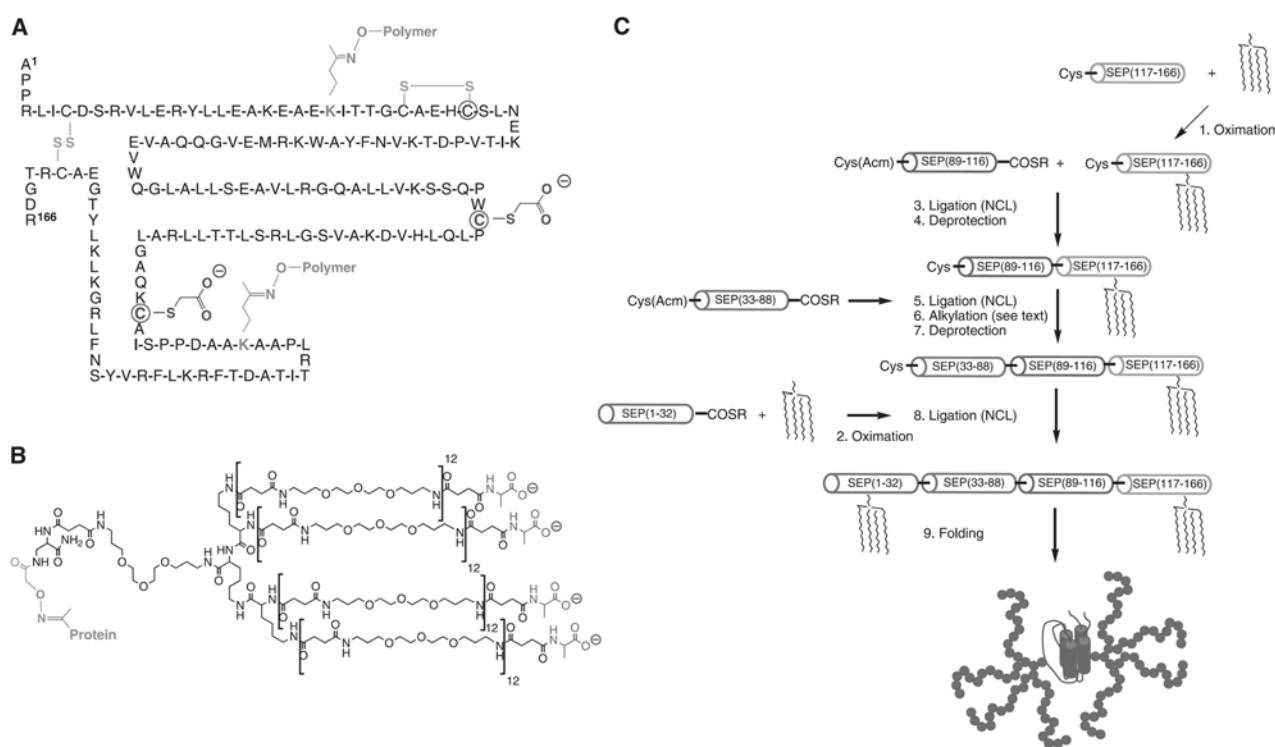 A
O–Polymer
N
A¹
P
P
R-L-I-C-D-S-R-V-L-E-R-Y-L-L-E-A-K-E-A-E-K-I-T-T-G-C-A-E-H-C-S-L-N
S S
E
E-V-A-Q-Q-G-V-E-M-R-K-W-A-Y-F-N-V-K-T-D-P-V-T-I-K
SS
V
W
T-R-C-A-E
Q-G-L-A-L-L-S-E-A-V-L-R-G-Q-A-L-L-V-K-S-S-Q-P
G
D
R¹⁶⁶
W
C S O O ⊖
L-A-R-L-L-T-T-L-S-R-L-G-S-V-A-K-D-V-H-L-Q-L-P
G
T
Y
L
K
L
K
G
R
L
F
N
G
A
Q
K
C S O O ⊖
A
O–Polymer
N
I-S-P-P-D-A-A-K-A-A-P-L
R
S-Y-V-R-F-L-K-R-F-T-D-A-T-I-T
B
12
12
12
12
NH₂
Protein
C
Cys
SEP(117-166)
+
1. Oximation
Cys(Acm)
SEP(89-116)
COSR
+
Cys
SEP(117-166)
3. Ligation (NCL)
4. Deprotection
Cys
SEP(89-116)
SEP(117-166)
Cys(Acm)
SEP(33-88)
COSR
5. Ligation (NCL)
6. Alkylation (see text)
7. Deprotection
Cys
SEP(33-88)
SEP(89-116)
SEP(117-166)
SEP(1-32)
COSR
+
2. Oximation
8. Ligation (NCL)
SEP(1-32)
SEP(33-88)
SEP(89-116)
SEP(117-166)
9. Folding